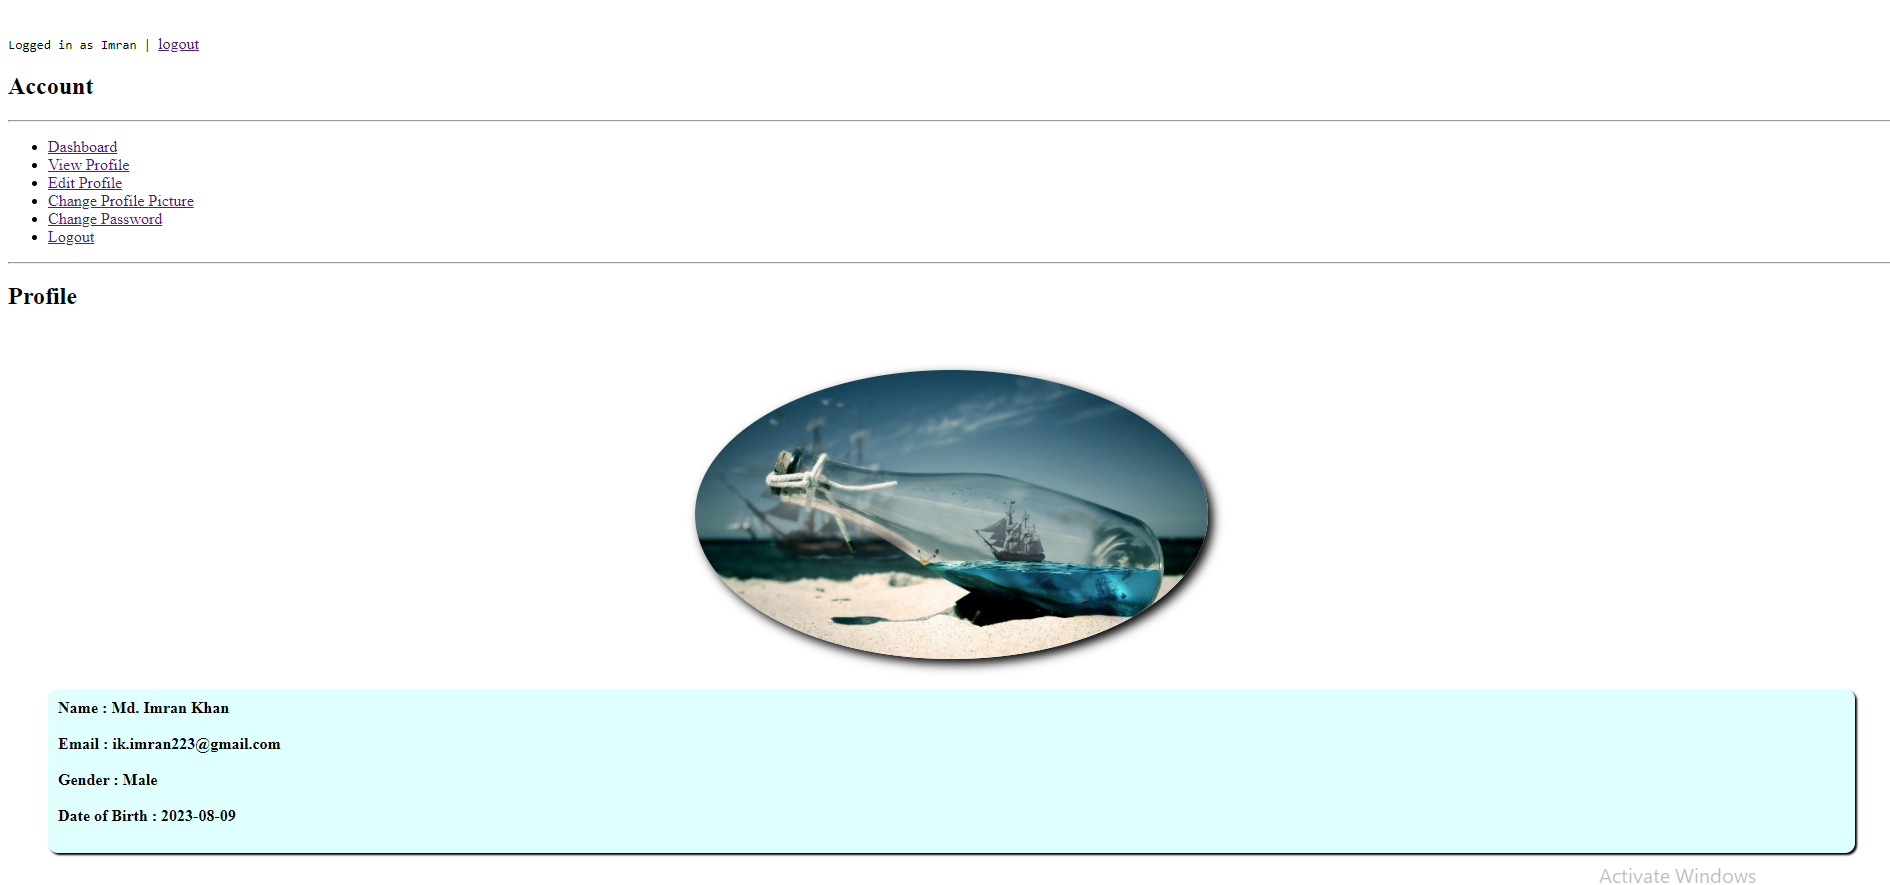 Logged in as Imran | logout
Account
Dashboard
View Profile
Edit Profile
Change Profile Picture
Change Password
Logout
Profile
Name : Md. Imran Khan
Email : ik.imran223@gmail.com
Gender : Male
Date of Birth : 2023-08-09
Activate Windows